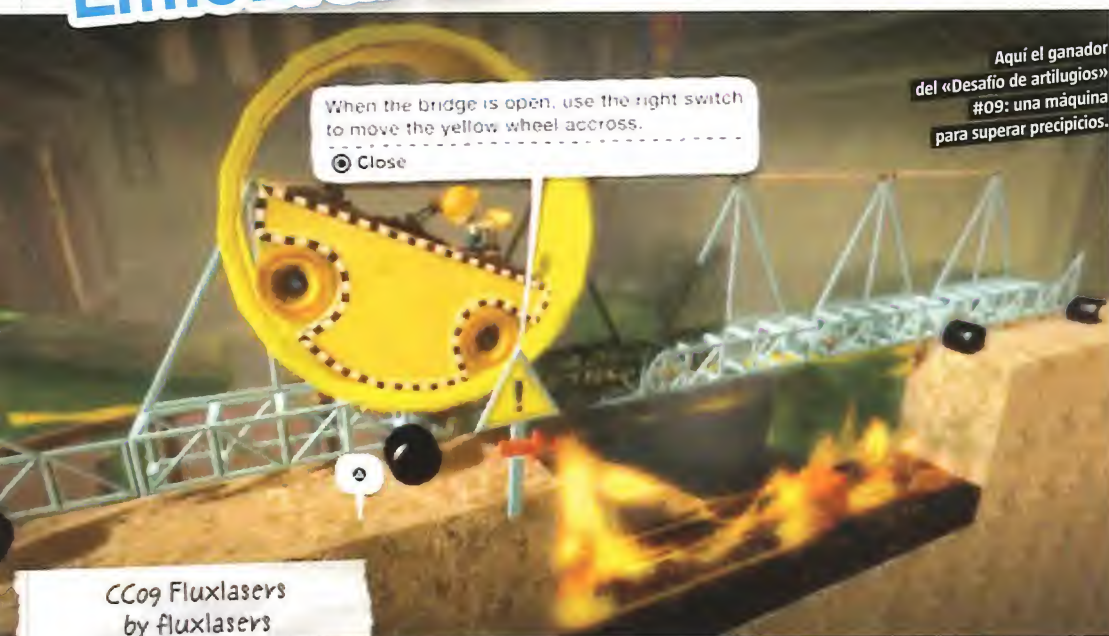 Aquí el ganador
del «Desafío de artilugios»
#09: una máquina
para superar precipicios.
When the bridge is open, use the right switch
to move the yellow wheel accross.
Close
!
CC09 Fluxlasers
by fluxlasers